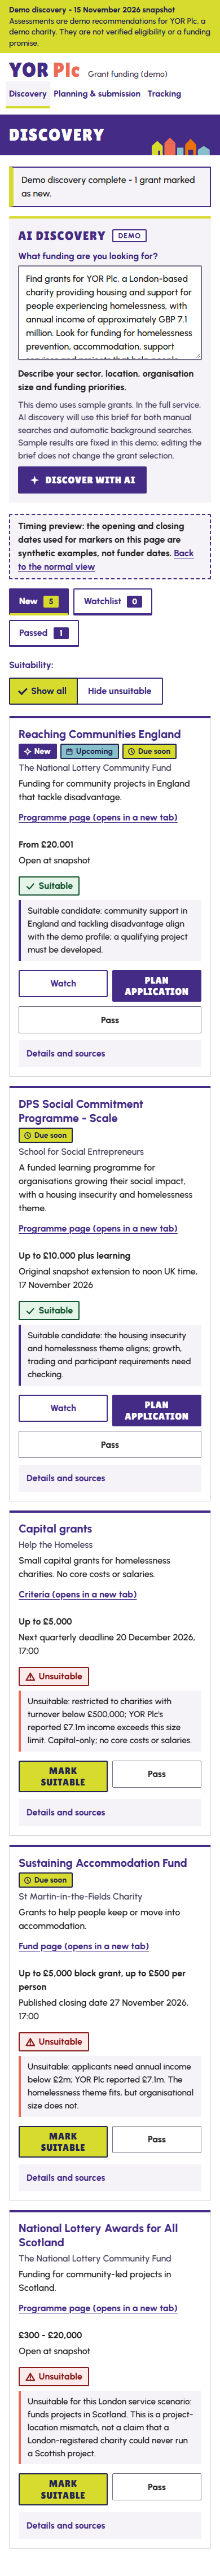 Demo discovery - 15 November 2026 snapshot
Assessments are demo recommendations for YOR Plc, a
demo charity. They are not verified eligibility or a funding
promise.
YOR Plc Grant funding (demo)
Discovery Planning & submission Tracking
DISCOVERY
Demo discovery complete - 1 grant marked
as new.
AI DISCOVERY DEMO
What funding are you looking for?
Find grants for YOR Plc, a London-based
charity providing housing and support for
people experiencing homelessness, with
annual income of approximately GBP 7.1
million. Look for funding for homelessness
prevention, accommodation, support
services and projects that help people
Describe your sector, location, organisation
size and funding priorities.
This demo uses sample grants. In the full service,
AI discovery will use this brief for both manual
searches and automatic background searches.
Sample results are fixed in this demo; editing the
brief does not change the grant selection.
DISCOVER WITH AI
Timing preview: the opening and closing
dates used for markers on this page are
synthetic examples, not funder dates. Back
to the normal view
New 5
Watchlist 0
Passed 1
Suitability:
Show all
Hide unsuitable
Reaching Communities England
New Upcoming Due soon
The National Lottery Community Fund
Funding for community projects in England
that tackle disadvantage.
Programme page (opens in a new tab)
From £20,001
Open at snapshot
Suitable
Suitable candidate: community support in
England and tackling disadvantage align
with the demo profile; a qualifying project
must be developed.
Watch
PLAN
APPLICATION
Pass
Details and sources
DPS Social Commitment
Programme - Scale
Due soon
School for Social Entrepreneurs
A funded learning programme for
organisations growing their social impact,
with a housing insecurity and homelessness
theme.
Programme page (opens in a new tab)
Up to £10,000 plus learning
Original snapshot extension to noon UK time,
17 November 2026
Suitable
Suitable candidate: the housing insecurity
and homelessness theme aligns; growth,
trading and participant requirements need
checking.
Watch
PLAN
APPLICATION
Pass
Details and sources
Capital grants
Help the Homeless
Small capital grants for homelessness
charities. No core costs or salaries.
Criteria (opens in a new tab)
Up to £5,000
Next quarterly deadline 20 December 2026,
17:00
Unsuitable
Unsuitable: restricted to charities with
turnover below £500,000; YOR Plc's
reported £7.1m income exceeds this size
limit. Capital-only; no core costs or salaries.
MARK
SUITABLE
Pass
Details and sources
Sustaining Accommodation Fund
Due soon
St Martin-in-the-Fields Charity
Grants to help people keep or move into
accommodation.
Fund page (opens in a new tab)
Up to £5,000 block grant, up to £500 per
person
Published closing date 27 November 2026,
17:00
Unsuitable
Unsuitable: applicants need annual income
below £2m; YOR Plc reported £7.1m. The
homelessness theme fits, but organisational
size does not.
MARK
SUITABLE
Pass
Details and sources
National Lottery Awards for All
Scotland
The National Lottery Community Fund
Funding for community-led projects in
Scotland.
Programme page (opens in a new tab)
£300 - £20,000
Open at snapshot
Unsuitable
Unsuitable for this London service scenario:
funds projects in Scotland. This is a project-
location mismatch, not a claim that a
London-registered charity could never run
a Scottish project.
MARK
SUITABLE
Pass
Details and sources